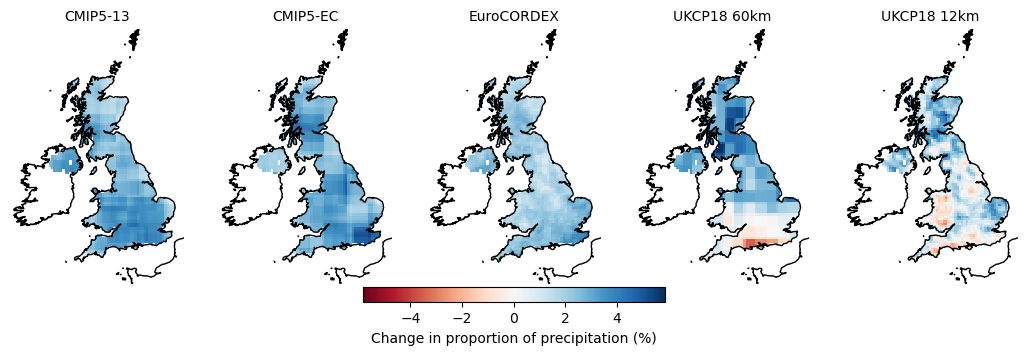 CMIP5-13 CMIP5-EC EuroCORDEX UKCP18 60km UKCP18 12km
−4 −2 0 2 4
Change in proportion of precipitation (%)